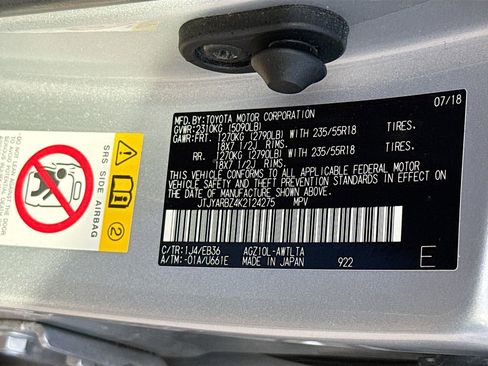 MFD. BY: TOYOTA MOTOR CORPORATION 07/18
GVWR: 2310KG (5090LB)
GAWR: FRT. 1270KG (2790LB) WITH 235/55R18 TIRES.
18X7 1/2J RIMS.
RR. 1270KG (2790LB) WITH 235/55R18 TIRES.
18X7 1/2J RIMS.
THIS VEHICLE CONFORMS TO ALL APPLICABLE FEDERAL MOTOR
VEHICLE SAFETY AND THEFT PREVENTION STANDARDS IN EFFECT ON
THE DATE OF MANUFACTURE SHOWN ABOVE.
JTJYARBZ4K2124275 MPV
C/TR: 1J4/EB36 AGZ10L-AWTLTA
A/TM: -01A/U661E MADE IN JAPAN 922 E
SRS SIDE AIRBAG
2